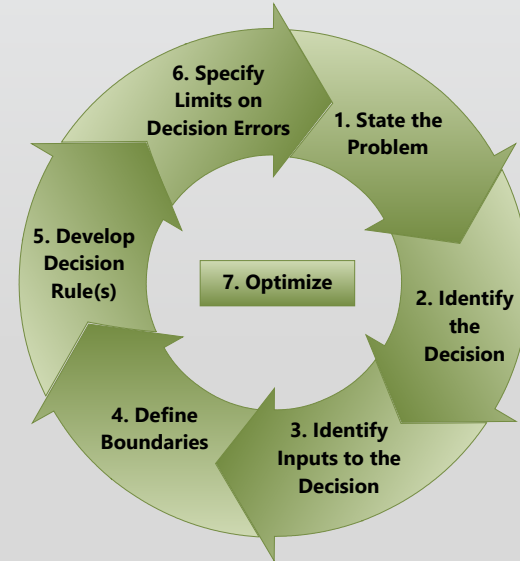 1. State the
Problem
2. Identify
the
Decision
3. Identify
Inputs to the
Decision
4. Define
Boundaries
5. Develop
Decision
Rule(s)
6. Specify
Limits on
Decision Errors
7. Optimize